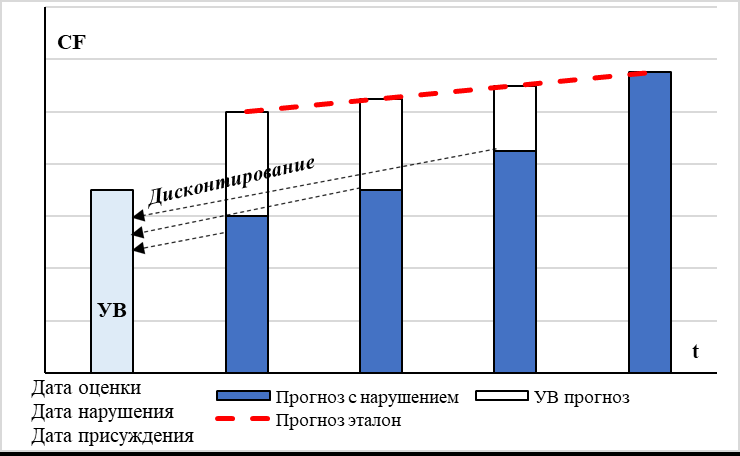 CF
Дисконтирование
УВ
t
Дата оценки
Дата нарушения
Дата присуждения
Прогноз с нарушением
УВ прогноз
Прогноз эталон